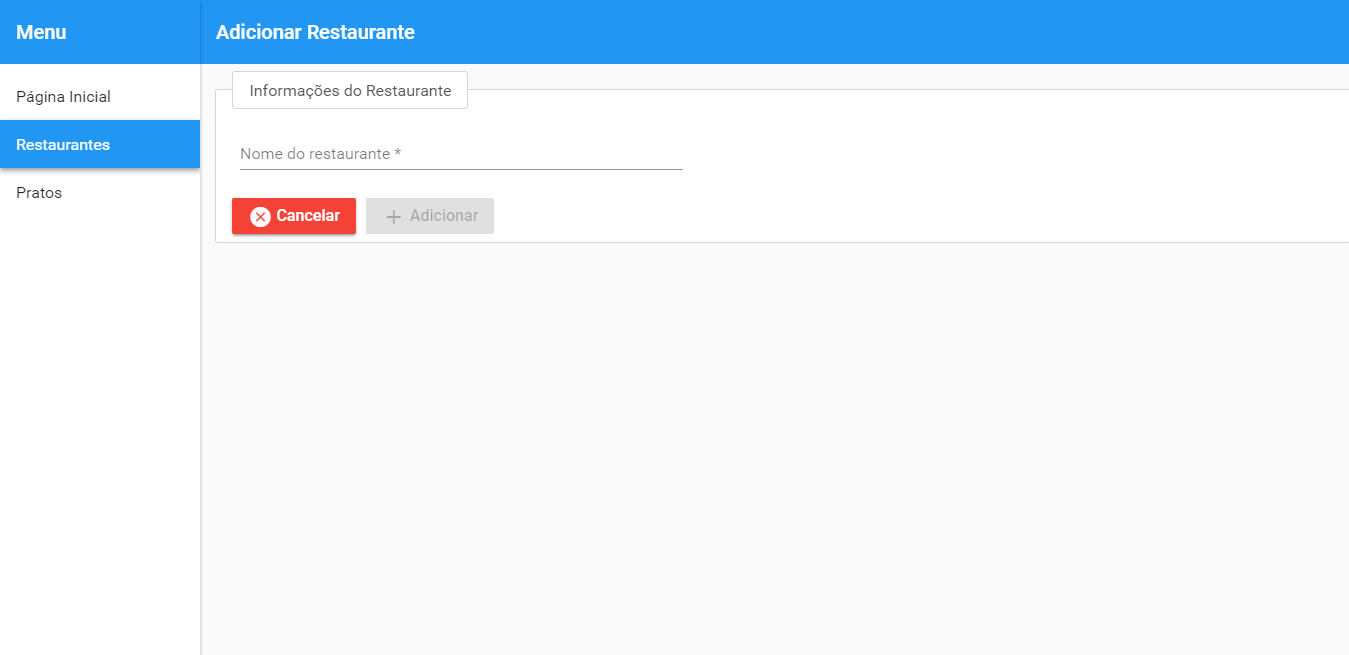 Menu
Adicionar Restaurante
Página Inicial
Restaurantes
Pratos
Informações do Restaurante
Nome do restaurante *
Cancelar
Adicionar